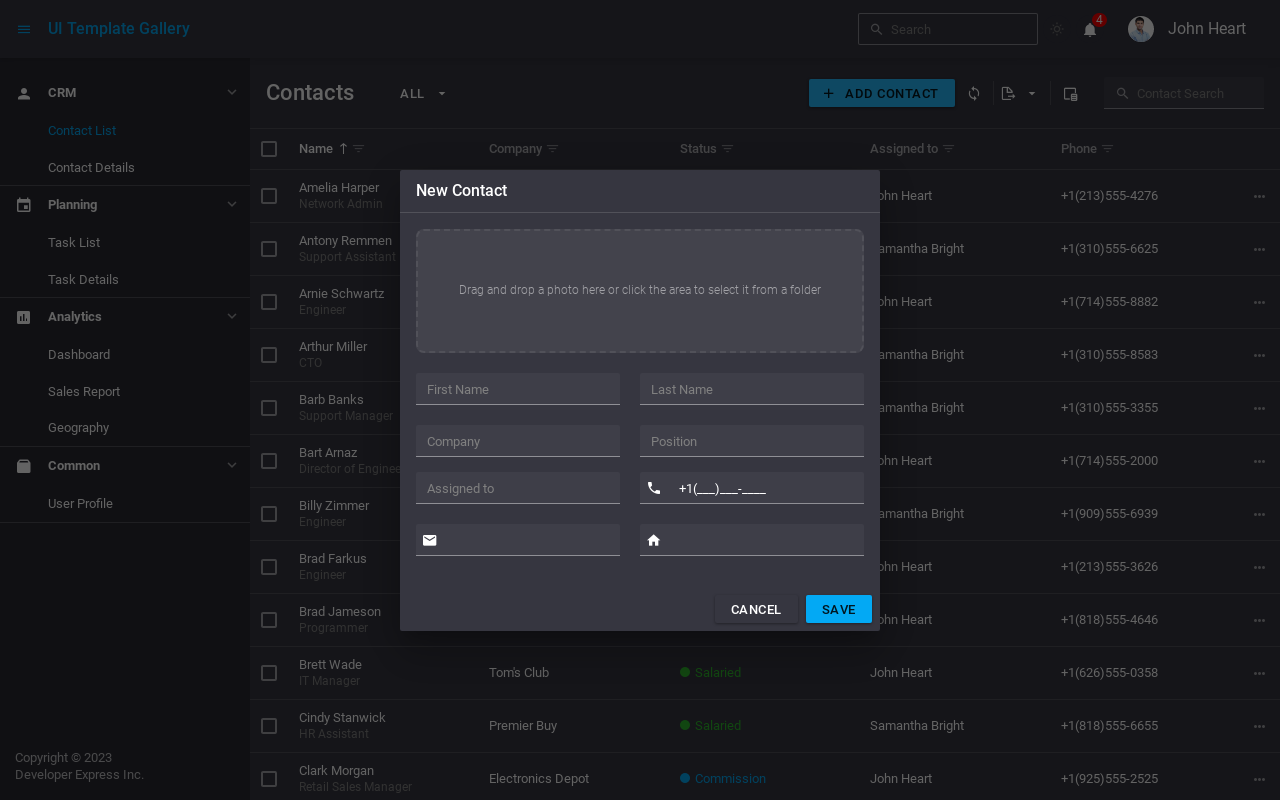 UI Template Gallery
Search
4
John Heart
CRM
Contact List
Contact Details
Planning
Task List
Task Details
Analytics
Dashboard
Sales Report
Geography
Common
User Profile
Copyright © 2023
Developer Express Inc.
Contacts
ALL
ADD CONTACT
Contact Search
Name
Company
Status
Assigned to
Phone
Amelia Harper
Network Admin
John Heart
+1(213)555-4276
Antony Remmen
Support Assistant
Samantha Bright
+1(310)555-6625
Arnie Schwartz
Engineer
John Heart
+1(714)555-8882
Arthur Miller
CTO
Samantha Bright
+1(310)555-8583
Barb Banks
Support Manager
Samantha Bright
+1(310)555-3355
Bart Arnaz
Director of Enginee
John Heart
+1(714)555-2000
Billy Zimmer
Engineer
Samantha Bright
+1(909)555-6939
Brad Farkus
Engineer
John Heart
+1(213)555-3626
Brad Jameson
Programmer
John Heart
+1(818)555-4646
Brett Wade
IT Manager
Tom's Club
Salaried
John Heart
+1(626)555-0358
Cindy Stanwick
HR Assistant
Premier Buy
Salaried
Samantha Bright
+1(818)555-6655
Clark Morgan
Retail Sales Manager
Electronics Depot
Commission
John Heart
+1(925)555-2525
New Contact
Drag and drop a photo here or click the area to select it from a folder
First Name
Last Name
Company
Position
Assigned to
+1(___)___-____
CANCEL
SAVE